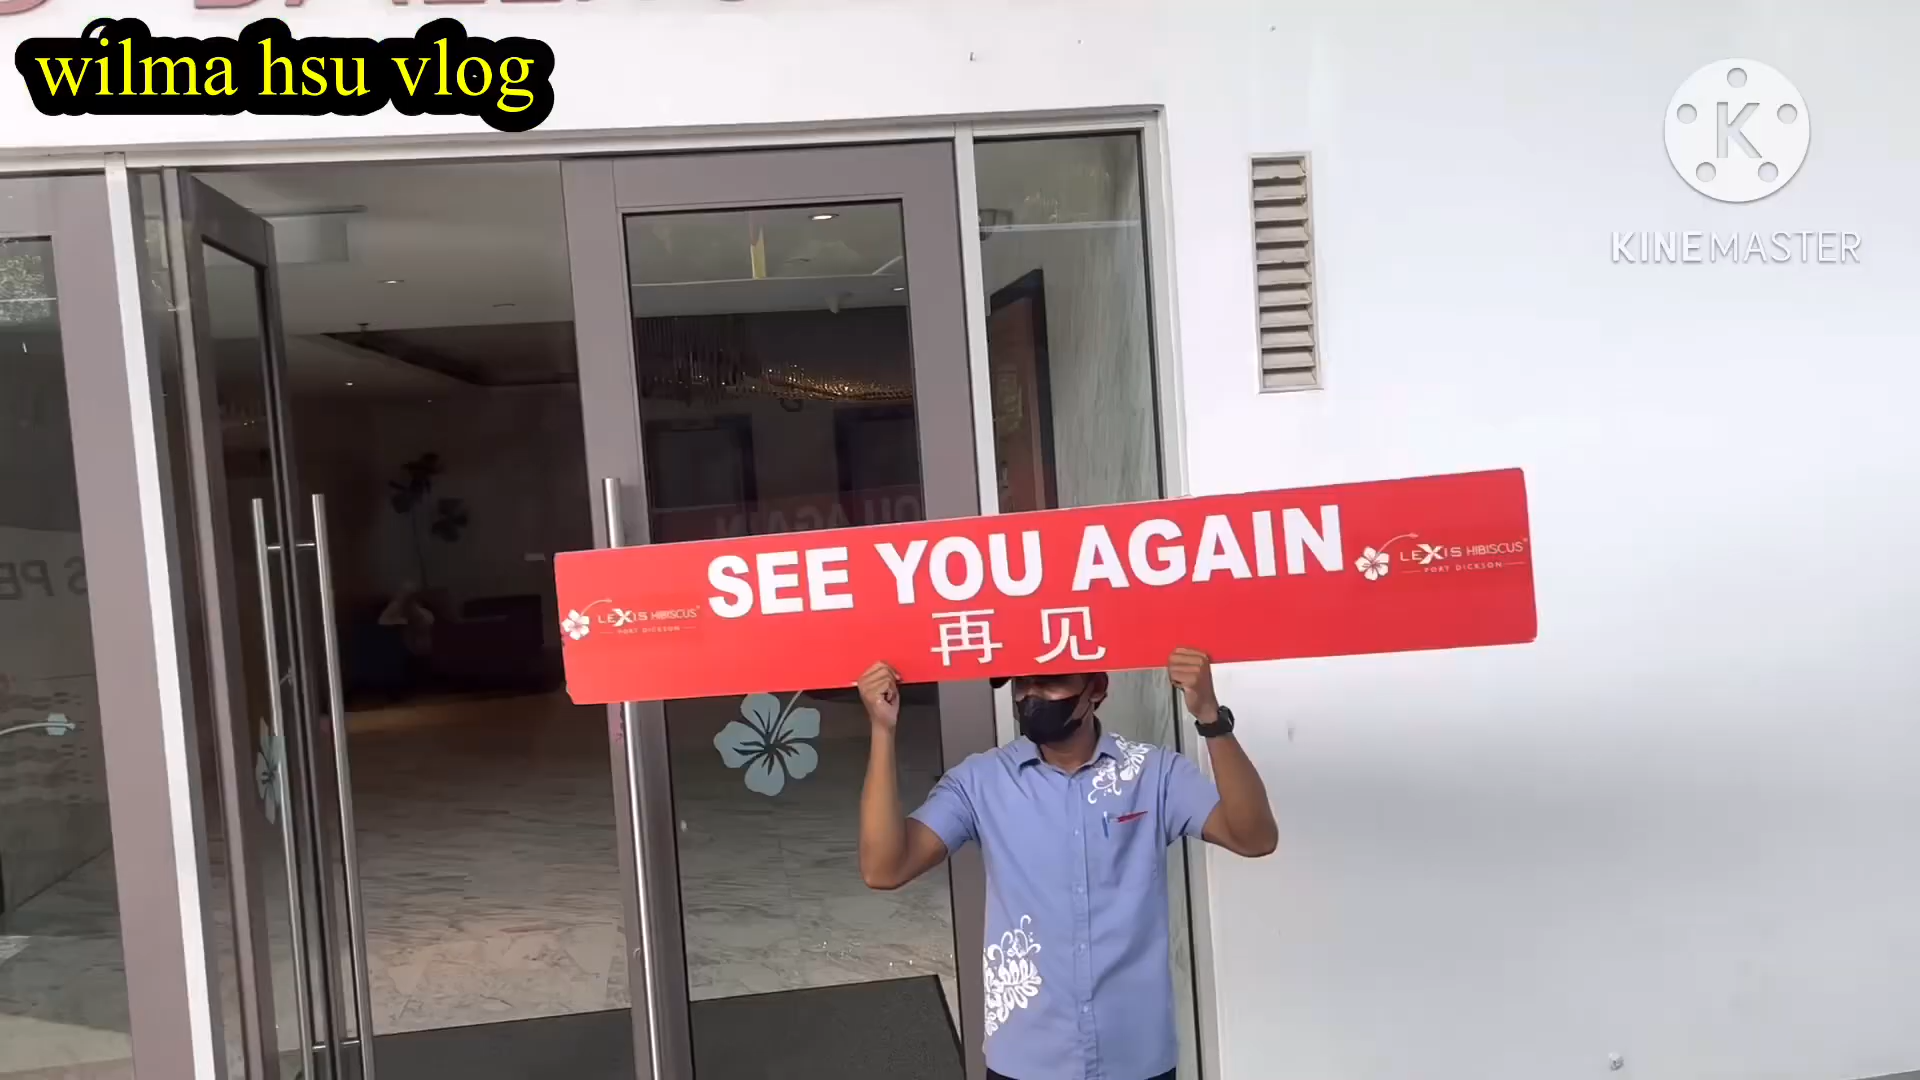 wilma hsu vlog
KINEMASTER
SEE YOU AGAIN
再见
LEXIS HIBISCUS
PORT DICKSON
LEXIS HIBISCUS
PORT DICKSON